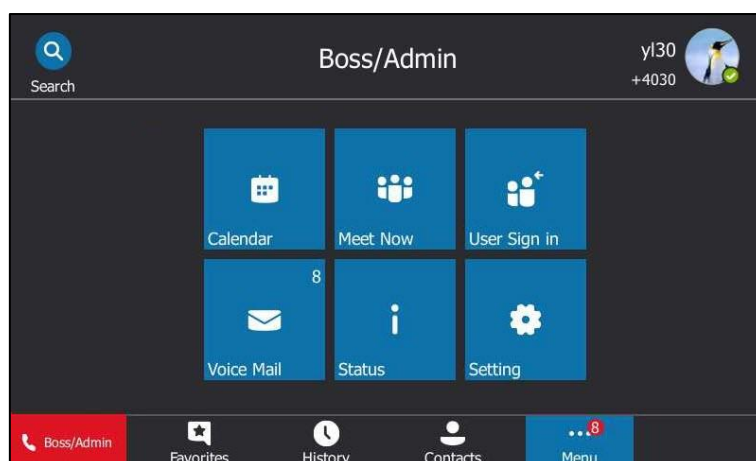 Search
Boss/Admin
yl30
+4030
Calendar
Meet Now
User Sign in
8
Voice Mail
Status
Setting
Boss/Admin
Favorites
History
Contacts
8
Menu